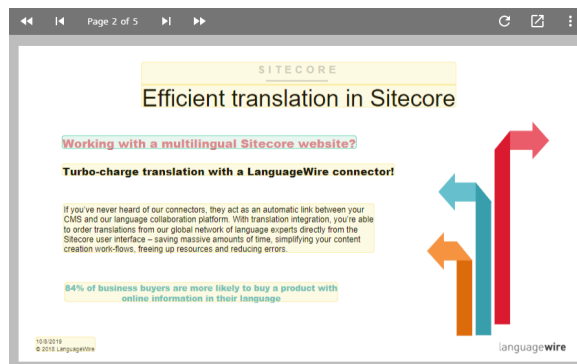 Page 2 of 5
SITECORE
Efficient translation in Sitecore
Working with a multilingual Sitecore website?
Turbo-charge translation with a LanguageWire connector!
If you've never heard of our connectors, they act as an automatic link between your
CMS and our language collaboration platform. With translation integration, you're able
to order translations from our global network of language experts directly from the
Sitecore user interface – saving massive amounts of time, simplifying your content
creation work-flows, freeing up resources and reducing errors.
84% of business buyers are more likely to buy a product with
online information in their language
10/8/2019
© 2018 LanguageWire
languagewire